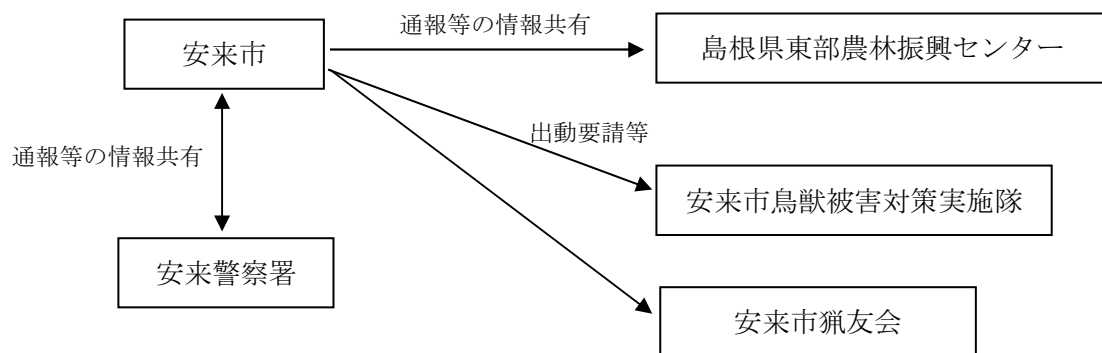 通報等の情報共有
安来市
島根県東部農林振興センター
出動要請等
通報等の情報共有
安来市鳥獣被害対策実施隊
安来警察署
安来市猟友会